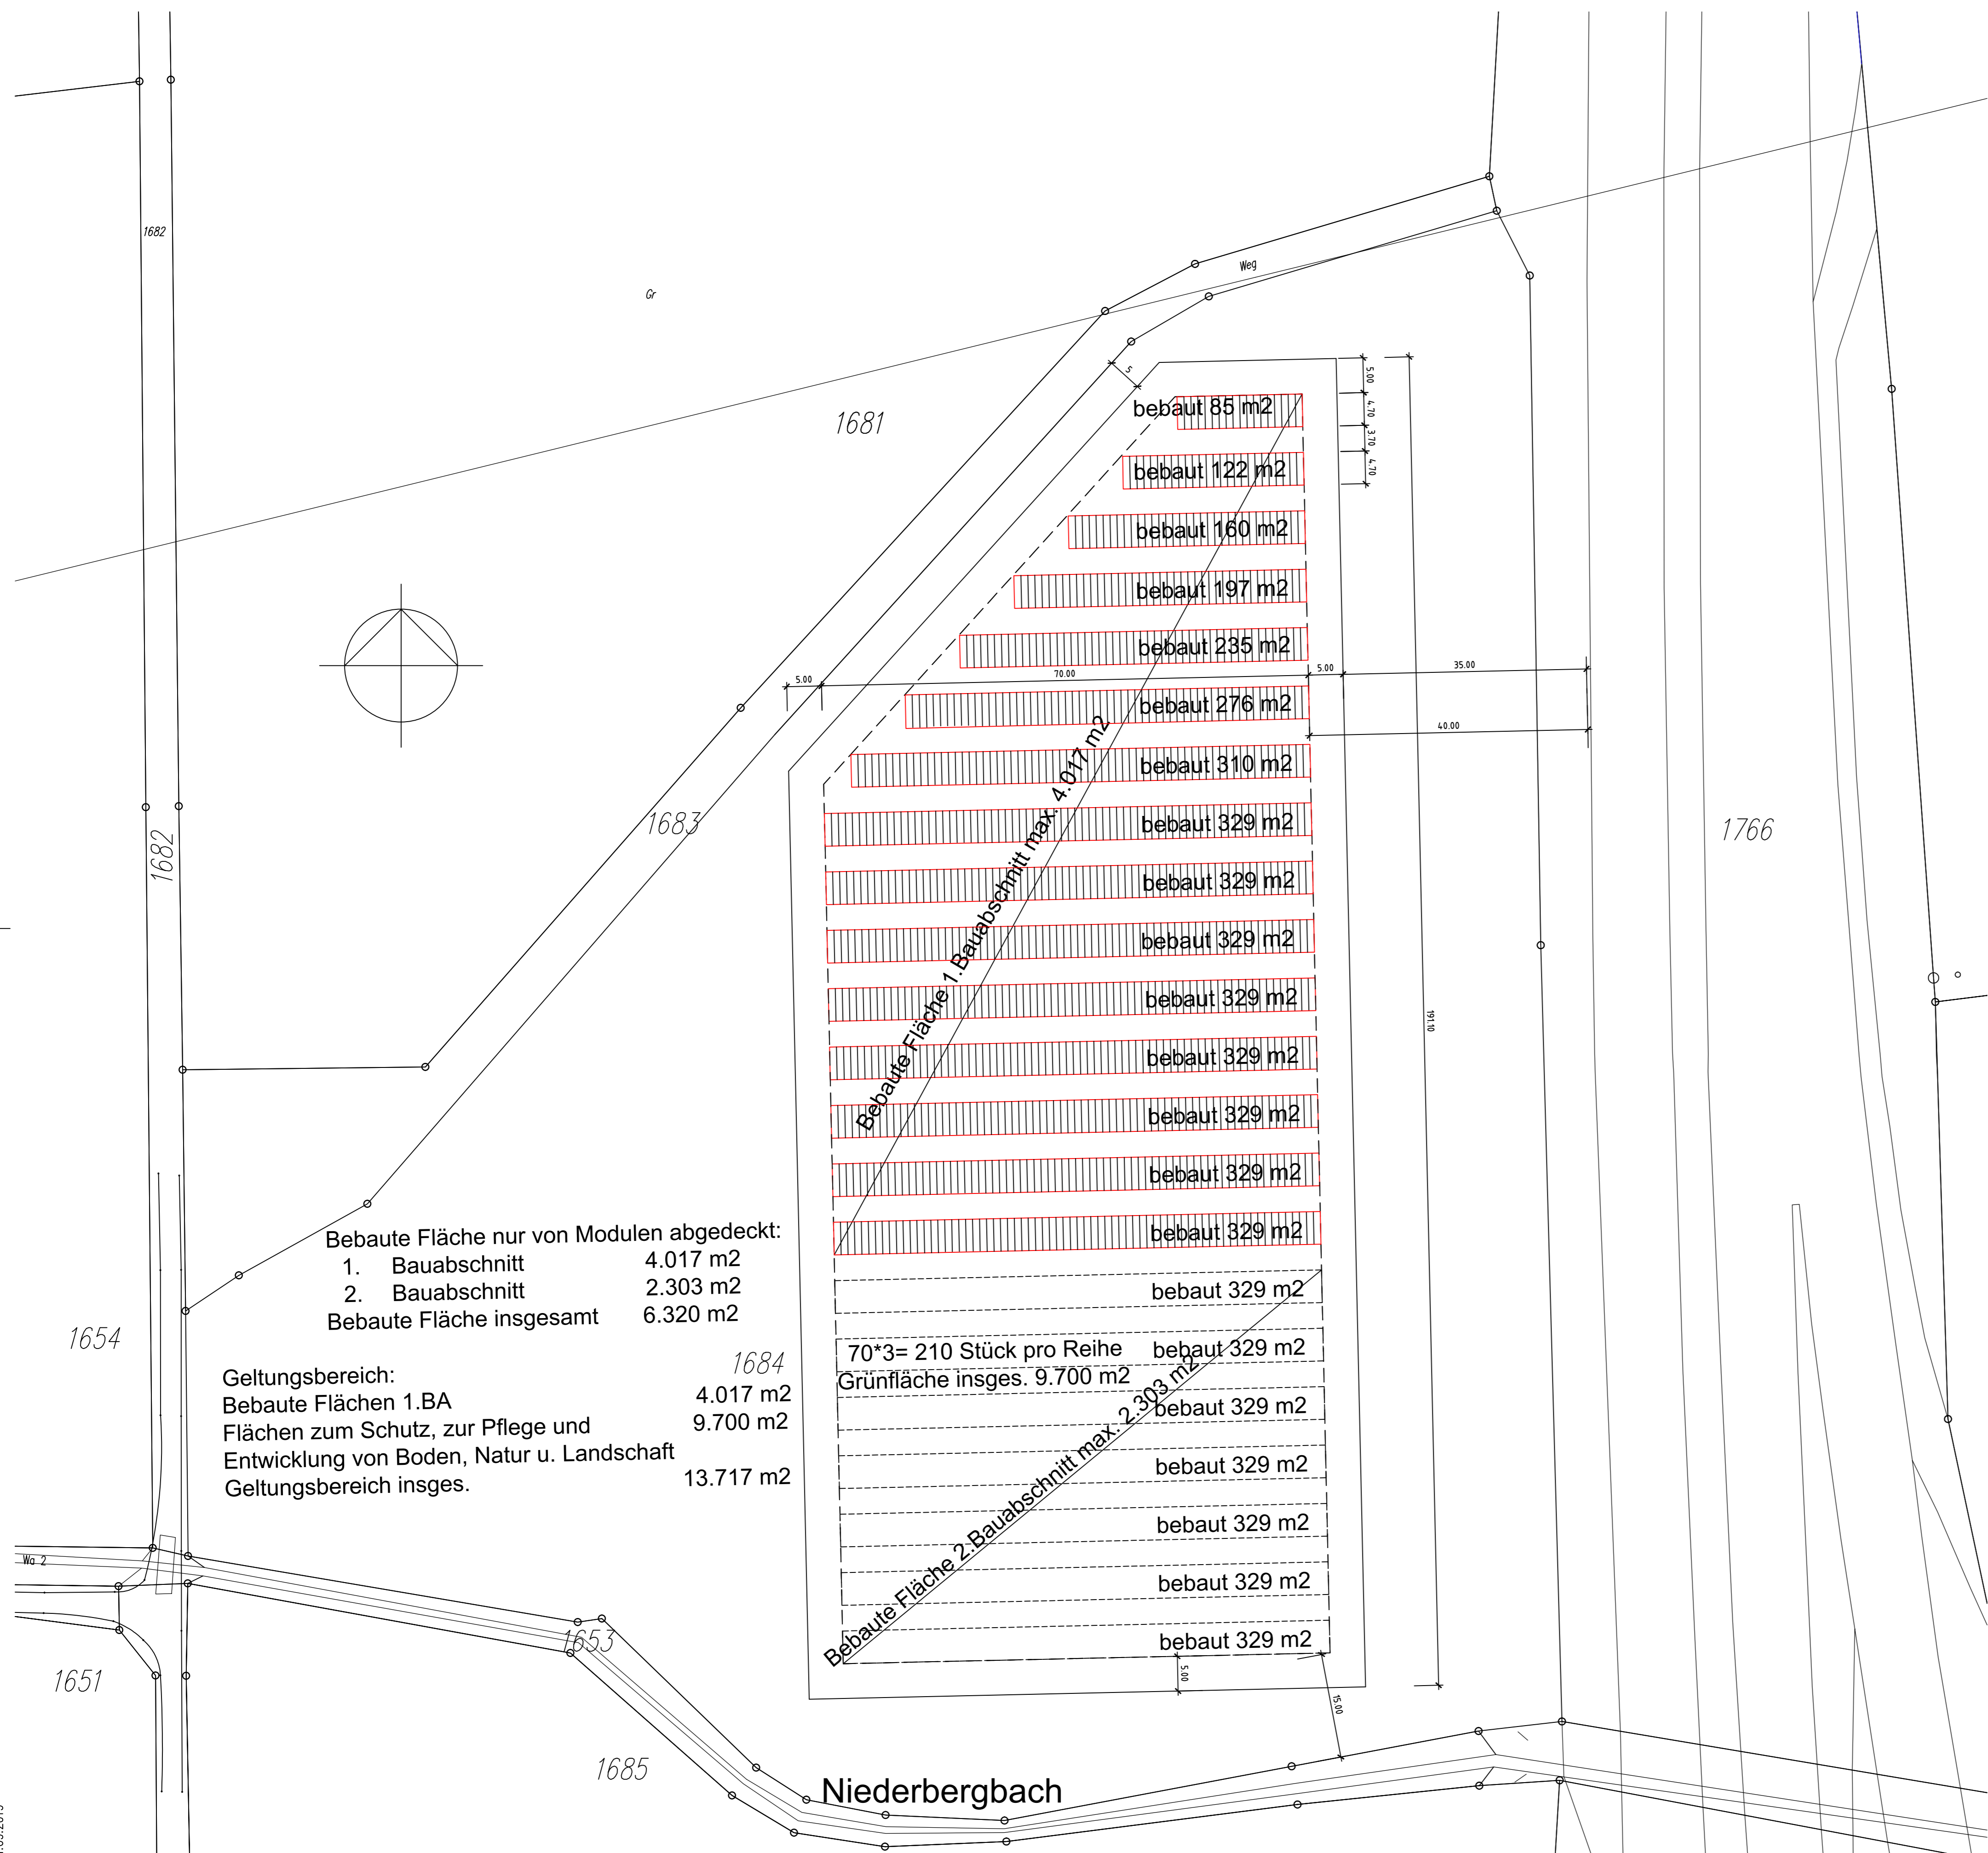 1682
Gr
Weg
1681
5
5.00
4.70
3.70
4.70
bebaut 85 m2
bebaut 122 m2
bebaut 160 m2
bebaut 197 m2
bebaut 235 m2
5.00
70.00
5.00
35.00
bebaut 276 m2
40.00
bebaut 310 m2
1683
1682
1766
bebaut 329 m2
bebaut 329 m2
bebaut 329 m2
bebaut 329 m2
191.10
bebaut 329 m2
bebaut 329 m2
bebaut 329 m2
bebaut 329 m2
Bebaute Fläche 1.Bauabschnitt max. 4.017 m2
Bebaute Fläche nur von Modulen abgedeckt:
1. Bauabschnitt 4.017 m2
2. Bauabschnitt 2.303 m2
Bebaute Fläche insgesamt 6.320 m2
1654
1684
Geltungsbereich:
Bebaute Flächen 1.BA 4.017 m2
Flächen zum Schutz, zur Pflege und 9.700 m2
Entwicklung von Boden, Natur u. Landschaft
Geltungsbereich insges. 13.717 m2
bebaut 329 m2
70*3= 210 Stück pro Reihe bebaut 329 m2
Grünfläche insges. 9.700 m2
bebaut 329 m2
bebaut 329 m2
bebaut 329 m2
bebaut 329 m2
bebaut 329 m2
Bebaute Fläche 2.Bauabschnitt max. 2.303 m2
5.00
15.00
Wa 2
1653
1651
1685
Niederbergbach